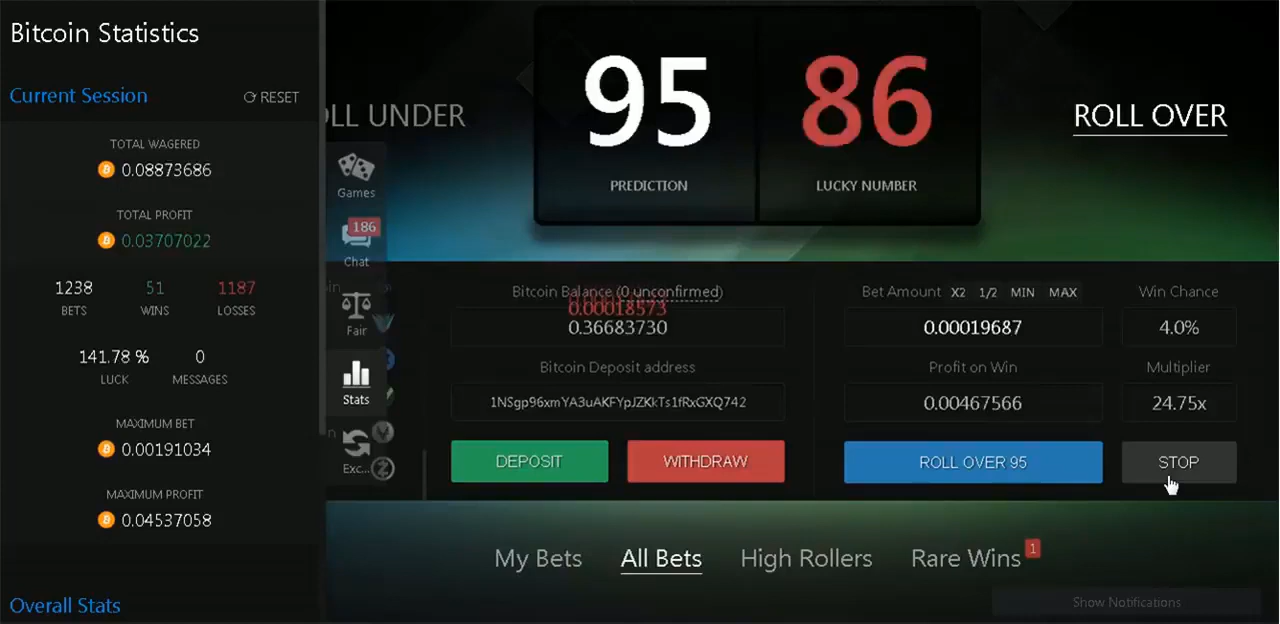 Bitcoin Statistics
Current Session
RESET
TOTAL WAGERED
0.08873686
TOTAL PROFIT
0.03707022
1238 51 1187
BETS WINS LOSSES
141.78 % 0
LUCK MESSAGES
MAXIMUM BET
0.00191034
MAXIMUM PROFIT
0.04537058
Overall Stats
Games
186
Chat
Fair
Stats
Exc...
LL UNDER
95 86
PREDICTION LUCKY NUMBER
ROLL OVER
Bitcoin Balance (0 unconfirmed)
0.00018573
0.36683730
Bitcoin Deposit address
1NSgp96xmYA3uAKFYpJZKkTs1fRxGXQ742
DEPOSIT WITHDRAW
Bet Amount X2 1/2 MIN MAX Win Chance
0.00019687 4.0%
Profit on Win Multiplier
0.00467566 24.75x
ROLL OVER 95 STOP
My Bets All Bets High Rollers Rare Wins 1
Show Notifications